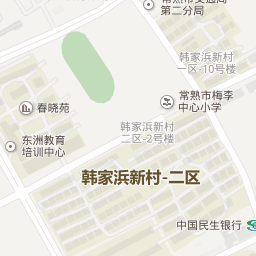 常熟市交通局
第二分局
韩家浜新村
一区-10号楼
春晓苑
常熟市梅李
中心小学
韩家浜新村
二区-2号楼
东洲教育
培训中心
韩家浜新村-二区
中国民生银行